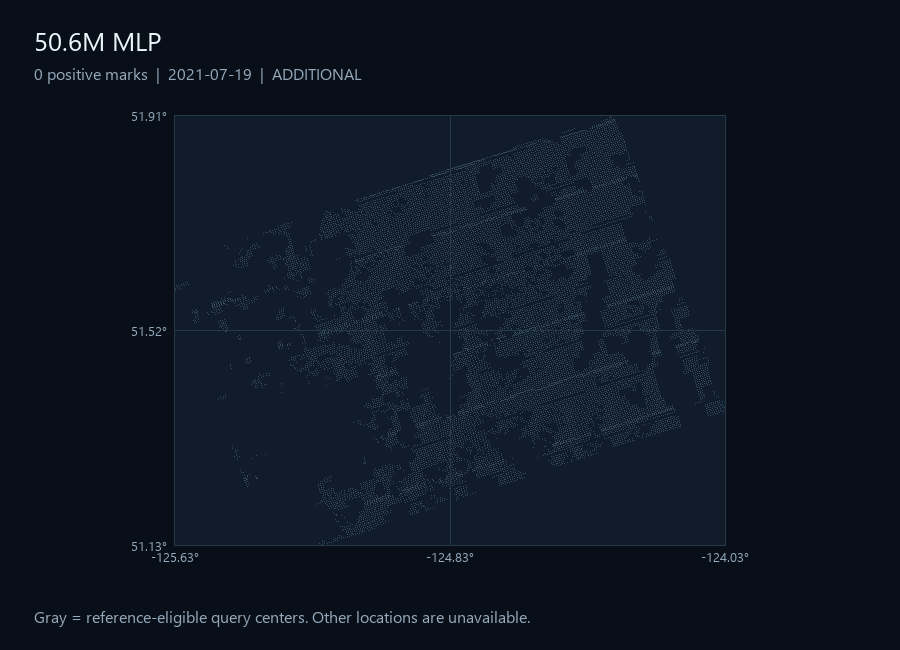 50.6M MLP
0 positive marks | 2021-07-19 | ADDITIONAL
51.91°
51.52°
51.13°
-125.63°
-124.83°
-124.03°
Gray = reference-eligible query centers. Other locations are unavailable.